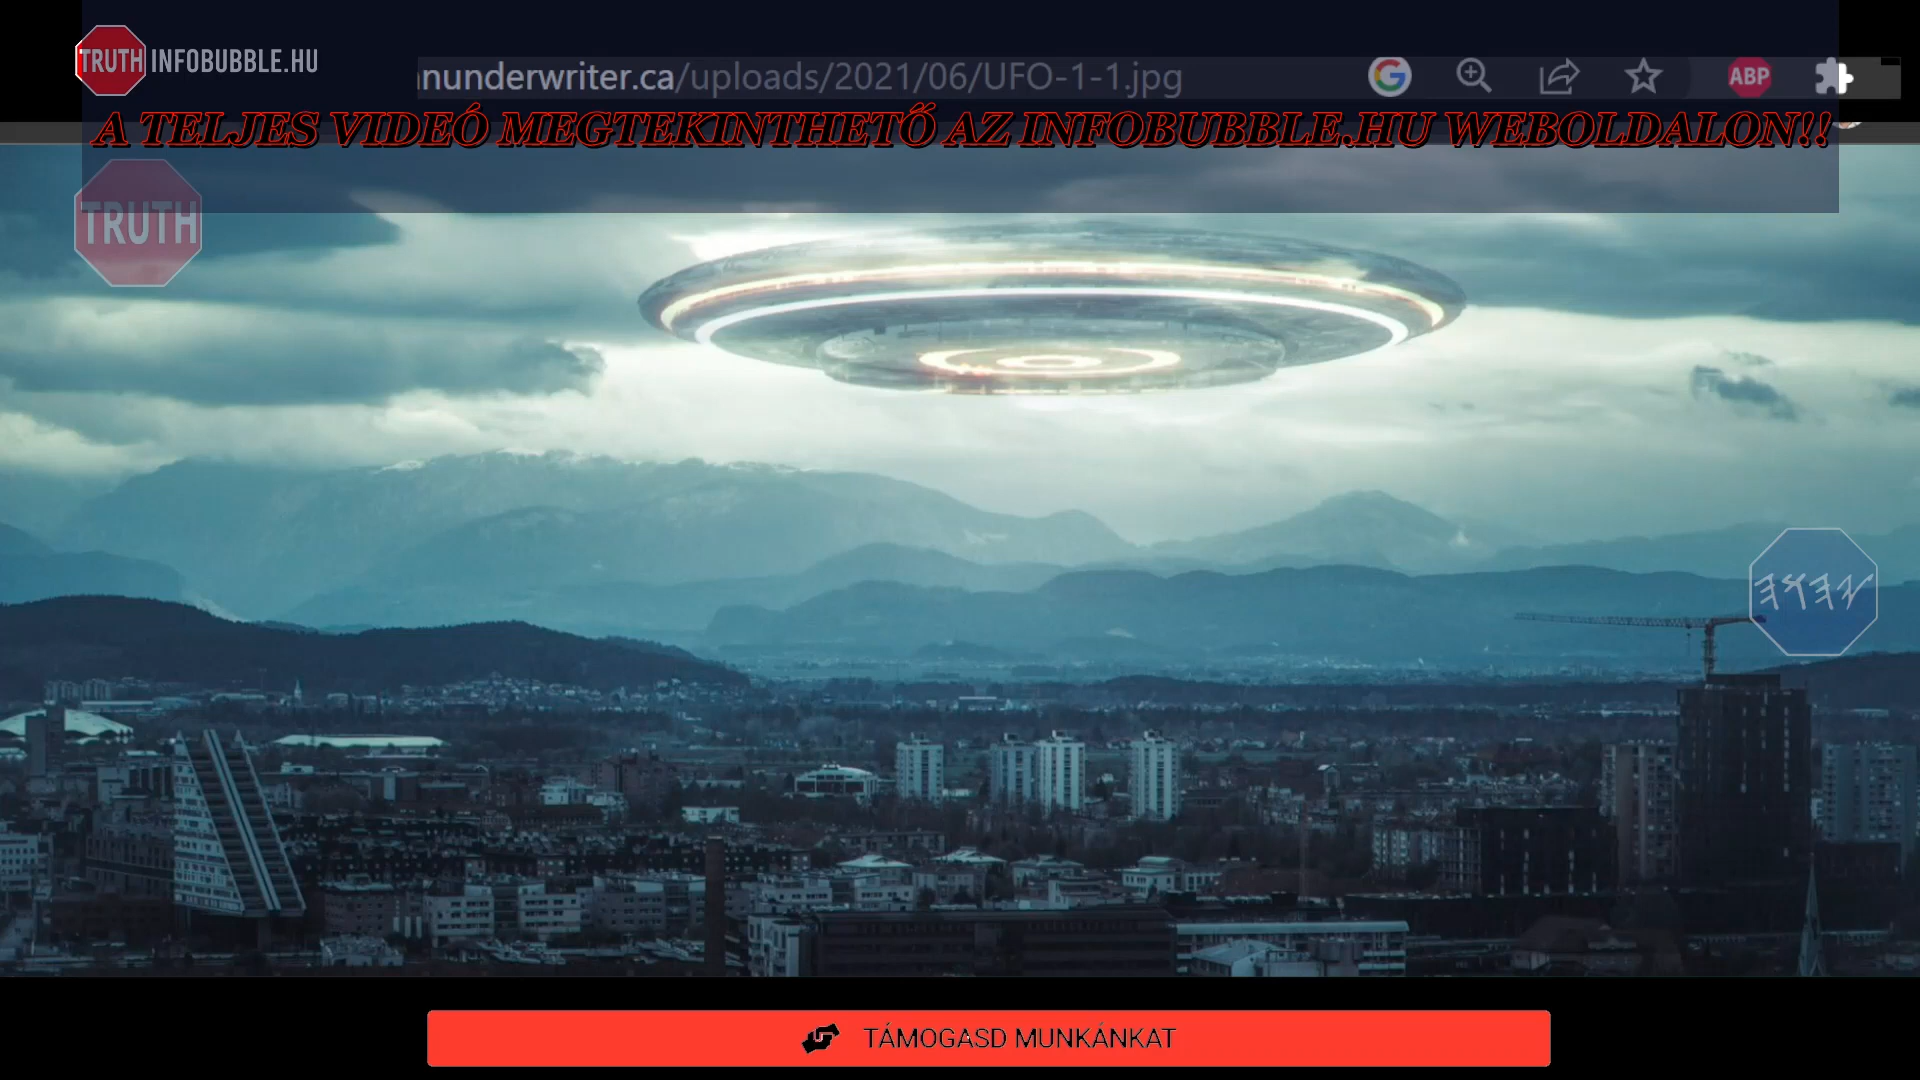 TRUTH INFOBUBBLE.HU
nunderwriter.ca/uploads/2021/06/UFO-1-1.jpg
ABP
A TELJES VIDEÓ MEGTEKINTHETŐ AZ INFOBUBBLE.HU WEBOLDALON!!
TRUTH
𐤉𐤄𐤅𐤄
TÁMOGASD MUNKÁNKAT